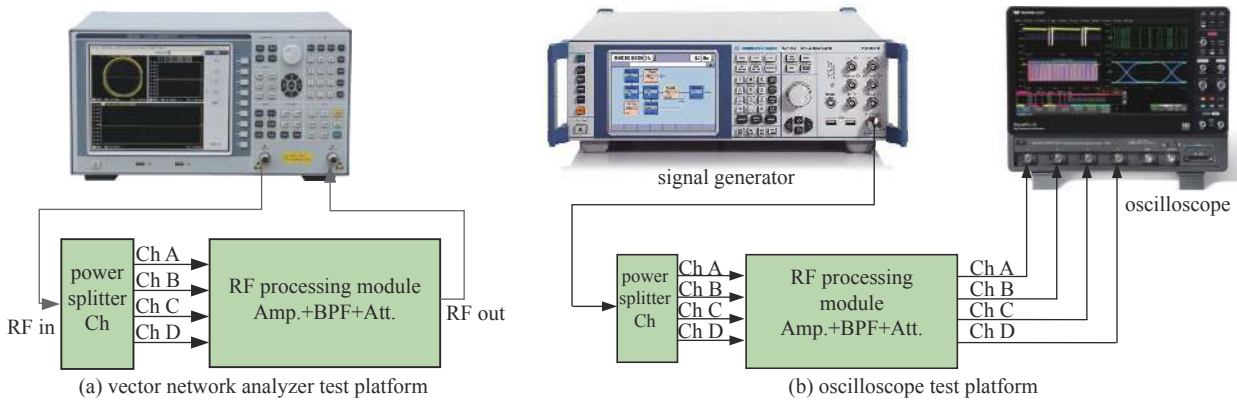 signal generator
oscilloscope
RF in
power
splitter
Ch
Ch A
Ch B
Ch C
Ch D
RF processing module
Amp.+BPF+Att.
RF out
(a) vector network analyzer test platform
power
splitter
Ch
Ch A
Ch B
Ch C
Ch D
RF processing
module
Amp.+BPF+Att.
Ch A
Ch B
Ch C
Ch D
(b) oscilloscope test platform